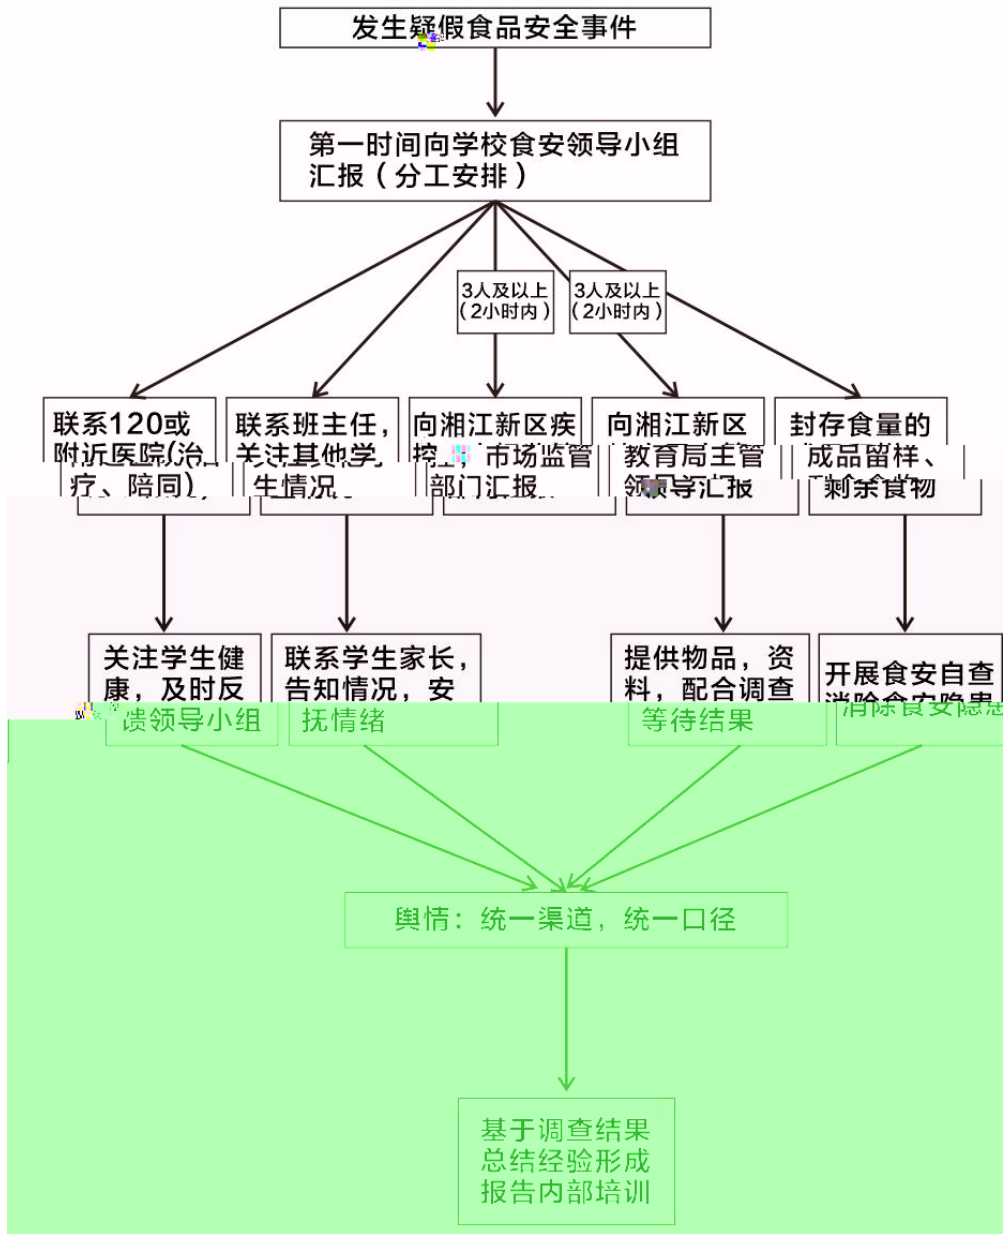 发生疑假食品安全事件
第一时间向学校食安领导小组
汇报（分工安排）
3人及以上
（2小时内）
3人及以上
（2小时内）
联系120或
附近医院(治
疗、陪同)
联系班主任,
关注其他学
生情况
向湘江新区疾
控 市场监管
部门汇报
向湘江新区
教育局主管
领导汇报
封存食量的
成品留样、
剩余食物
关注学生健
康，及时反
馈领导小组
联系学生家长,
告知情况，安
抚情绪
提供物品，资
料，配合调查
等待结果
开展食安自查
消除食安隐患
舆情：统一渠道，统一口径
基于调查结果
总结经验形成
报告内部培训